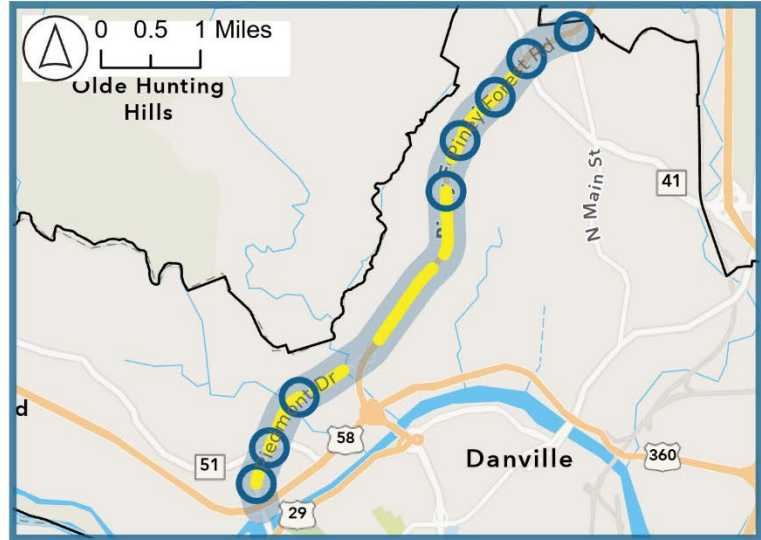 0 0.5 1 Miles
Olde Hunting
Hills
Piney Forest Rd
41
N Main St
Piedmont Dr
d
51
58
Danville
360
29